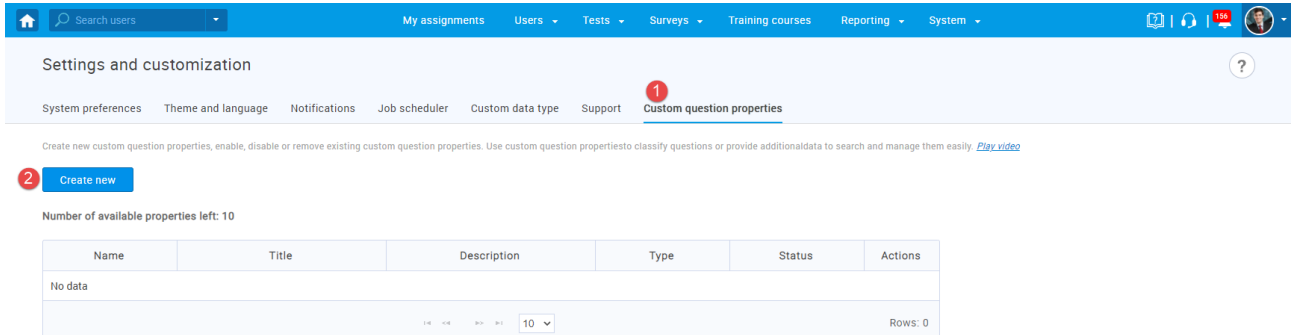 Search users My assignments Users Tests Surveys Training courses Reporting System 156
Settings and customization ?
1
System preferences Theme and language Notifications Job scheduler Custom data type Support Custom question properties
Create new custom question properties, enable, disable or remove existing custom question properties. Use custom question propertiesto classify questions or provide additionaldata to search and manage them easily. Play video
2 Create new
Number of available properties left: 10
Name Title Description Type Status Actions
No data
10 Rows: 0